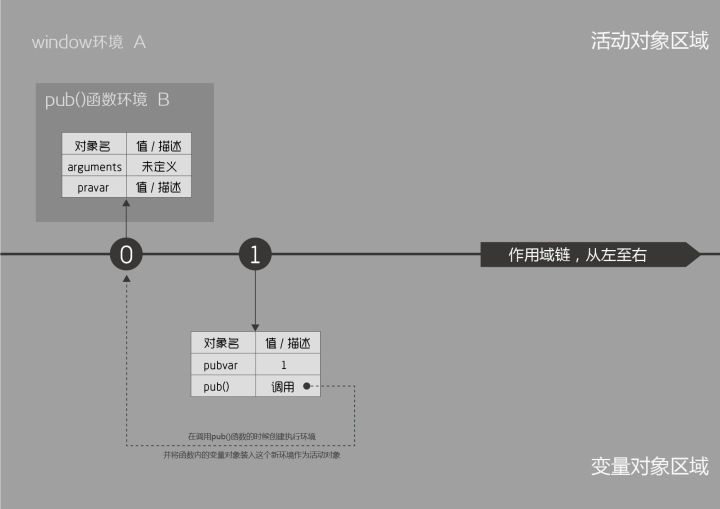 window环境 A
活动对象区域
pub()函数环境 B
对象名 值 / 描述
arguments 未定义
pravar 值 / 描述
0 1 作用域链，从左至右
对象名 值 / 描述
pubvar 1
pub() 调用
在调用pub()函数的时候创建执行环境
并将函数内的变量对象装入这个新环境作为活动对象
变量对象区域